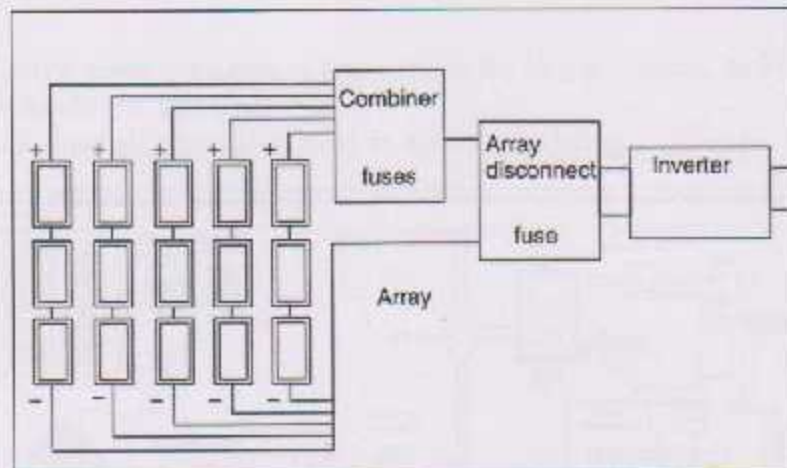 Combiner
fuses
Array
disconnect
fuse
Inverter
Array
+ + + + +
- - - - -